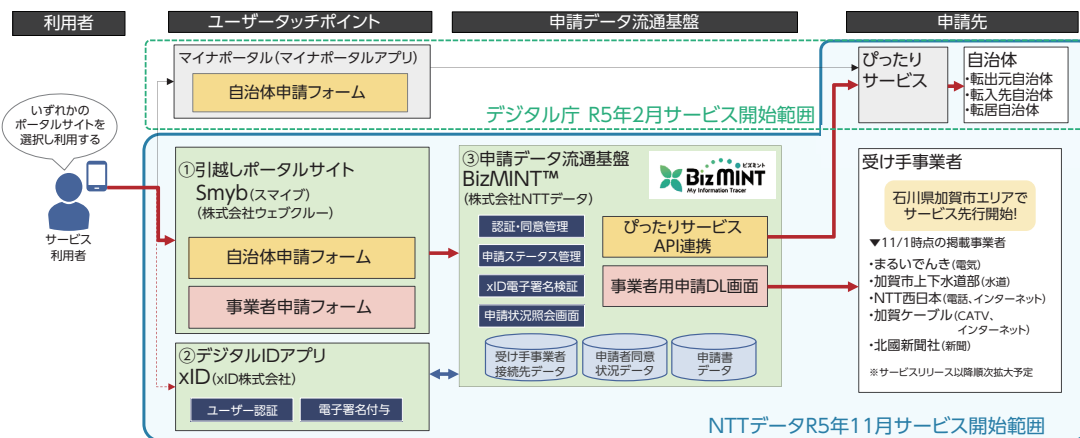 利用者
ユーザータッチポイント
申請データ流通基盤
申請先
マイナポータル(マイナポータルアプリ)
自治体申請フォーム
ぴったり
サービス
自治体
・転出元自治体
・転入先自治体
・転居自治体
デジタル庁 R5年2月サービス開始範囲
いずれかの
ポータルサイトを
選択し利用する
サービス
利用者
①引越しポータルサイト
Smyb(スマイブ)
(株式会社ウェブクルー)
自治体申請フォーム
事業者申請フォーム
②デジタルIDアプリ
xID(xID株式会社)
ユーザー認証
電子署名付与
③申請データ流通基盤
BizMINT™
(株式会社NTTデータ)
ビズミント
BizMINT
My Information Tracer
認証・同意管理
申請ステータス管理
xID電子署名検証
申請状況照会画面
ぴったりサービス
API連携
事業者用申請DL画面
受け手事業者
接続先データ
申請者同意
状況データ
申請書
データ
受け手事業者
石川県加賀市エリアで
サービス先行開始!
▼11/1時点の掲載事業者
・まるいでんき(電気)
・加賀市上下水道部(水道)
・NTT西日本(電話、インターネット)
・加賀ケーブル(CATV、
インターネット)
・北國新聞社(新聞)
※サービスリリース以降順次拡大予定
NTTデータR5年11月サービス開始範囲